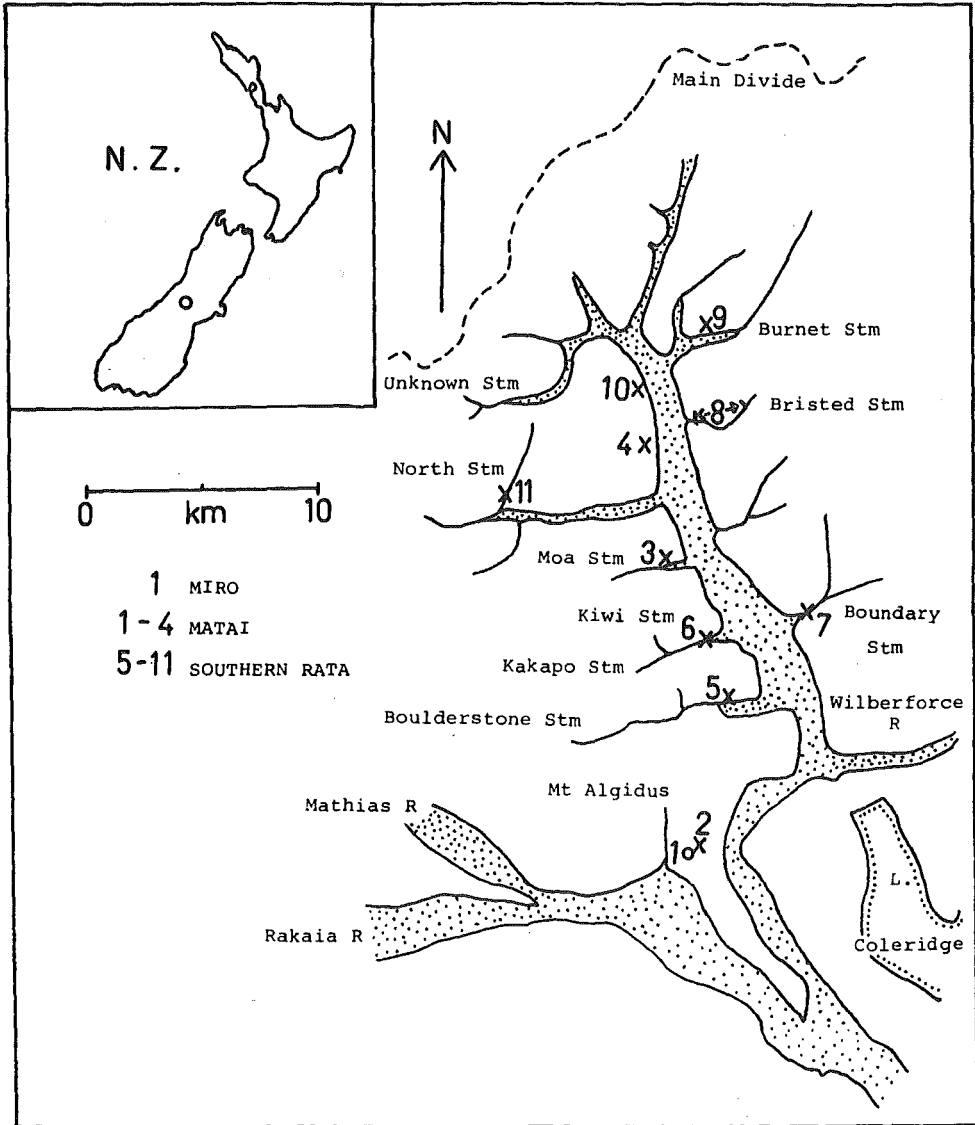 Main Divide
N. Z.
N
9
Burnet Stm
Unknown Stm
10
8
Bristed Stm
4
North Stm
11
0 km 10
Moa Stm
3
1 MIRO
1-4 MATAI
5-11 SOUTHERN RATA
Kiwi Stm
6
7
Boundary
Stm
Kakapo Stm
5
Boulderstone Stm
Wilberforce
R
Mt Algidus
Mathias R
2
1
L.
Coleridge
Rakaia R